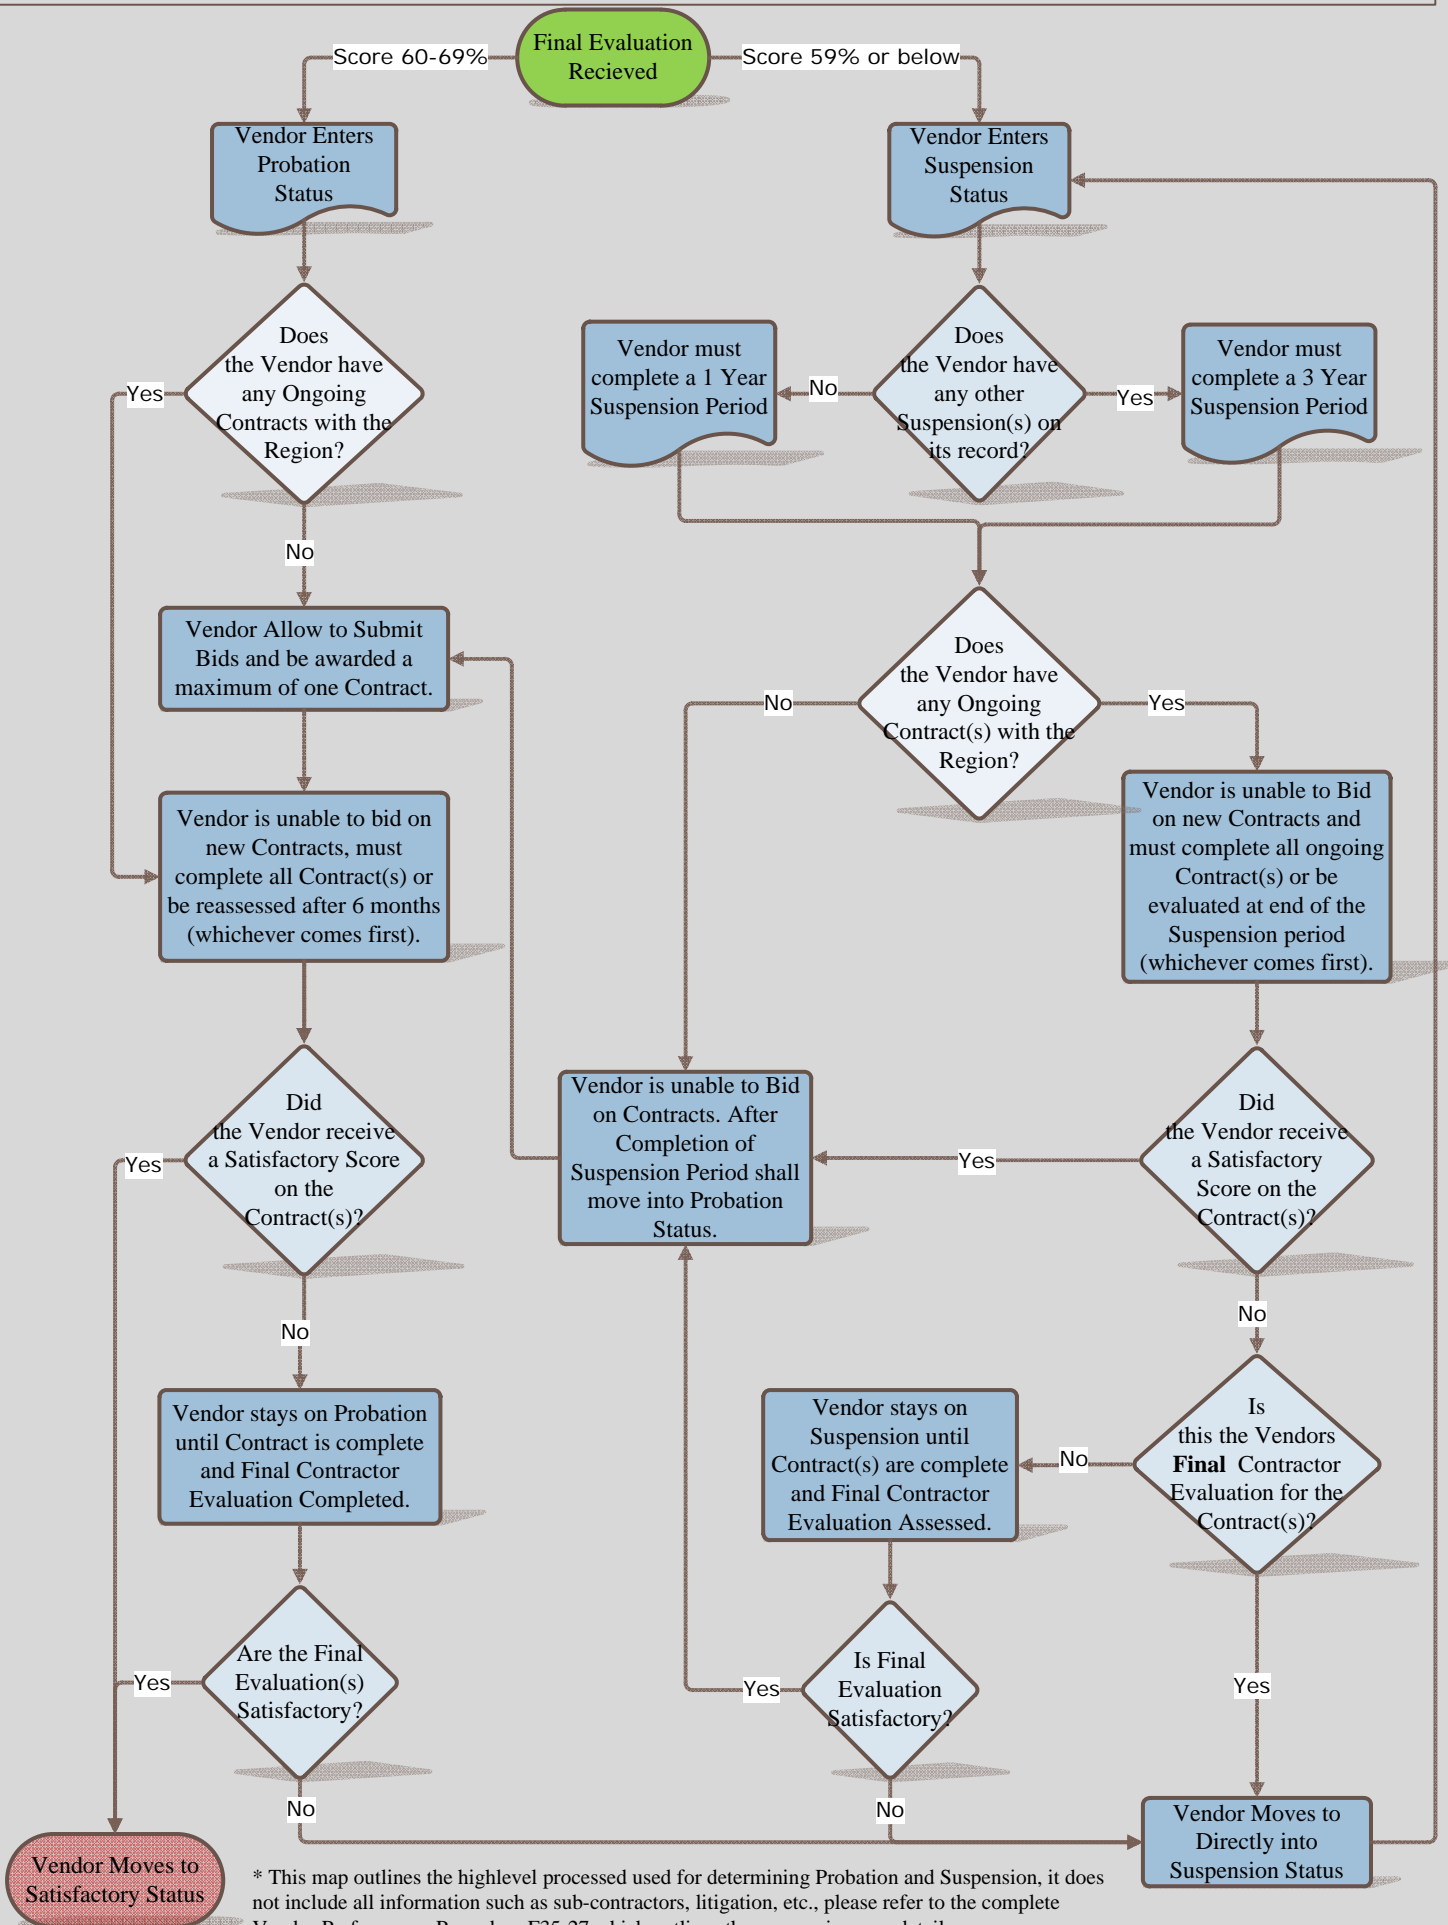 Final Evaluation
Recieved
Score 60-69%
Score 59% or below
Vendor Enters
Probation
Status
Vendor Enters
Suspension
Status
Does
the Vendor have
any Ongoing
Contracts with the
Region?
Yes
No
Vendor must
complete a 1 Year
Suspension Period
No
Does
the Vendor have
any other
Suspension(s) on
its record?
Yes
Vendor must
complete a 3 Year
Suspension Period
Vendor Allow to Submit
Bids and be awarded a
maximum of one Contract.
No
Does
the Vendor have
any Ongoing
Contract(s) with the
Region?
Yes
Vendor is unable to bid on
new Contracts, must
complete all Contract(s) or
be reassessed after 6 months
(whichever comes first).
Vendor is unable to Bid
on new Contracts and
must complete all ongoing
Contract(s) or be
evaluated at end of the
Suspension period
(whichever comes first).
Did
the Vendor receive
a Satisfactory Score
on the
Contract(s)?
Yes
No
Vendor is unable to Bid
on Contracts. After
Completion of
Suspension Period shall
move into Probation
Status.
Yes
Did
the Vendor receive
a Satisfactory
Score on the
Contract(s)?
No
Vendor stays on Probation
until Contract is complete
and Final Contractor
Evaluation Completed.
Vendor stays on
Suspension until
Contract(s) are complete
and Final Contractor
Evaluation Assessed.
No
Is
this the Vendors
Final Contractor
Evaluation for the
Contract(s)?
Yes
Are the Final
Evaluation(s)
Satisfactory?
Yes
No
Yes
Is Final
Evaluation
Satisfactory?
No
Vendor Moves to
Satisfactory Status
Vendor Moves to
Directly into
Suspension Status
* This map outlines the highlevel processed used for determining Probation and Suspension, it does
not include all information such as sub-contractors, litigation, etc., please refer to the complete